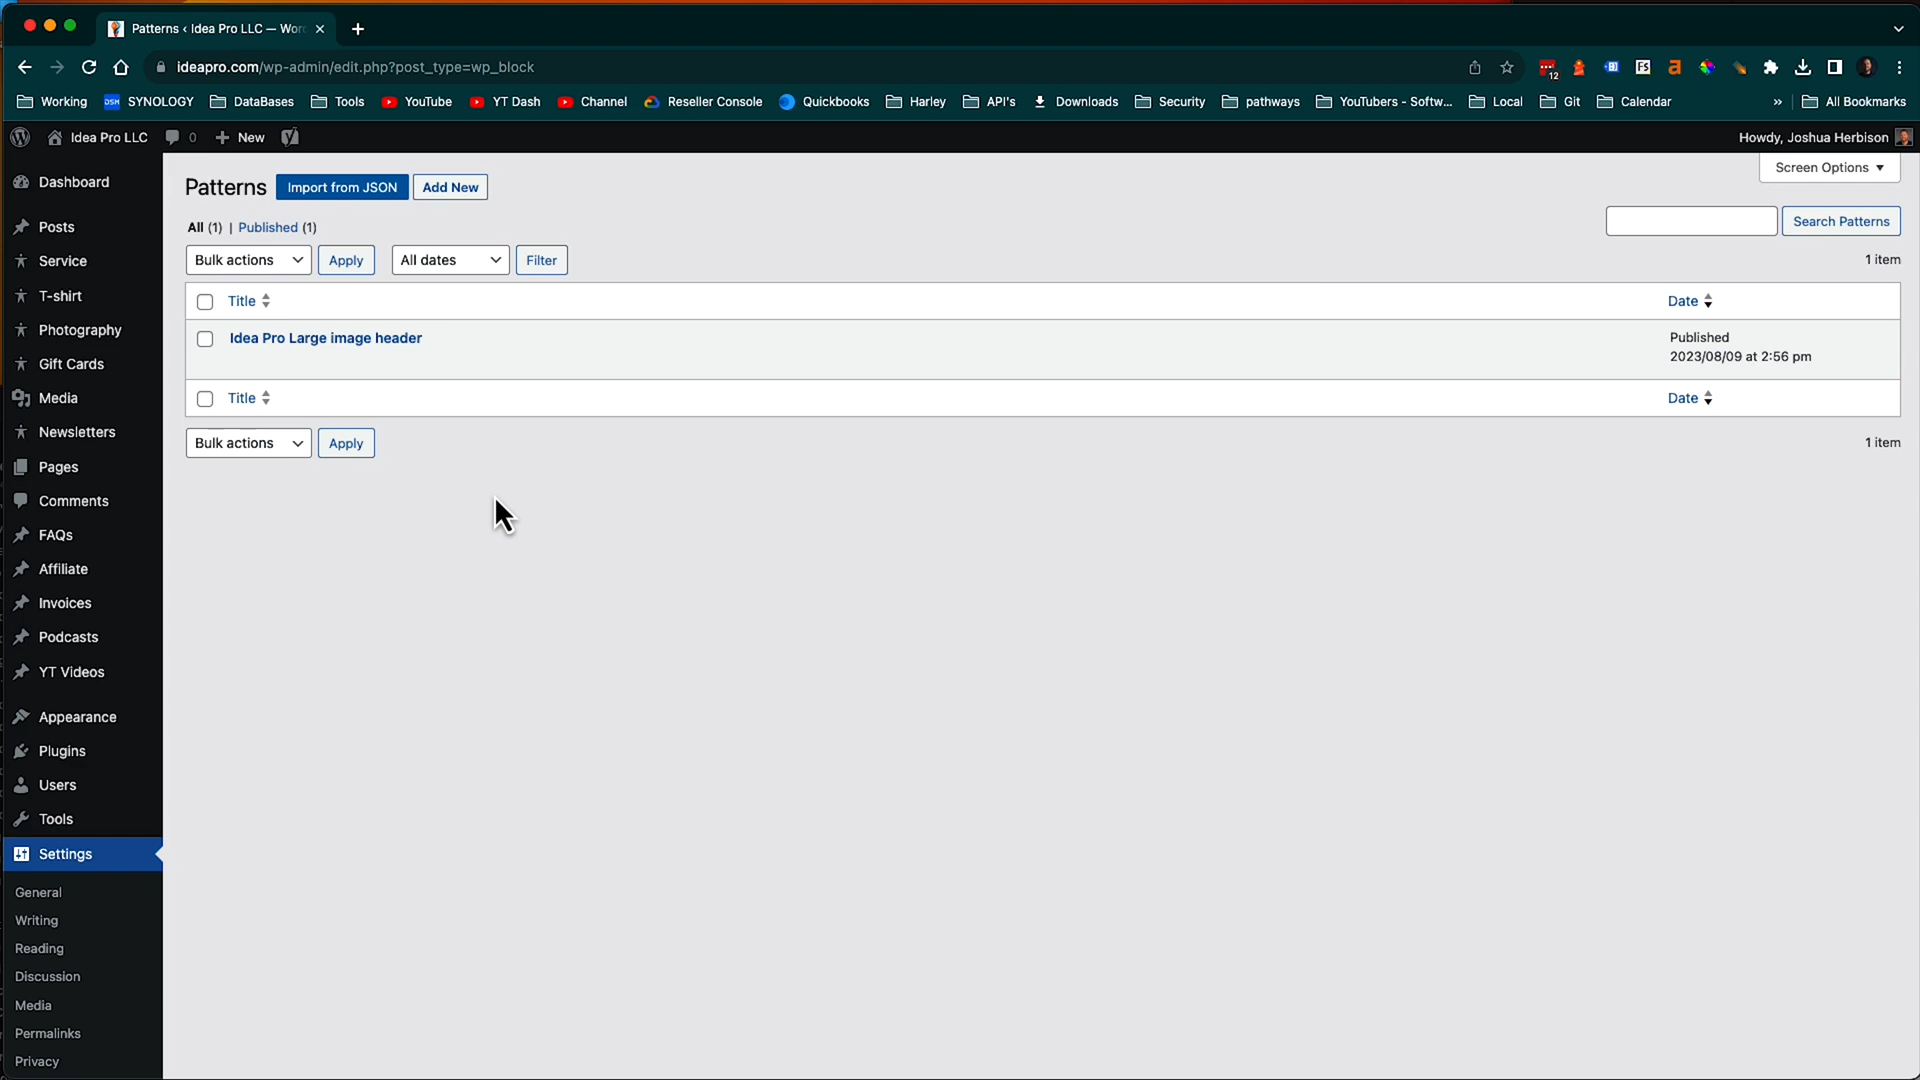 Patterns ‹ Idea Pro LLC — Wor
ideapro.com/wp-admin/edit.php?post_type=wp_block
12
FS
a
Working
DSM SYNOLOGY
DataBases
Tools
YouTube
YT Dash
Channel
Reseller Console
Quickbooks
Harley
API's
Downloads
Security
pathways
YouTubers - Softw...
Local
Git
Calendar
»
All Bookmarks
Idea Pro LLC
0
New
Howdy, Joshua Herbison
Dashboard
Posts
Service
T-shirt
Photography
Gift Cards
Media
Newsletters
Pages
Comments
FAQs
Affiliate
Invoices
Podcasts
YT Videos
Appearance
Plugins
Users
Tools
Settings
General
Writing
Reading
Discussion
Media
Permalinks
Privacy
Screen Options
Patterns
Import from JSON
Add New
All (1) | Published (1)
Search Patterns
Bulk actions
Apply
All dates
Filter
1 item
Title
Date
Idea Pro Large image header
Published
2023/08/09 at 2:56 pm
Title
Date
Bulk actions
Apply
1 item